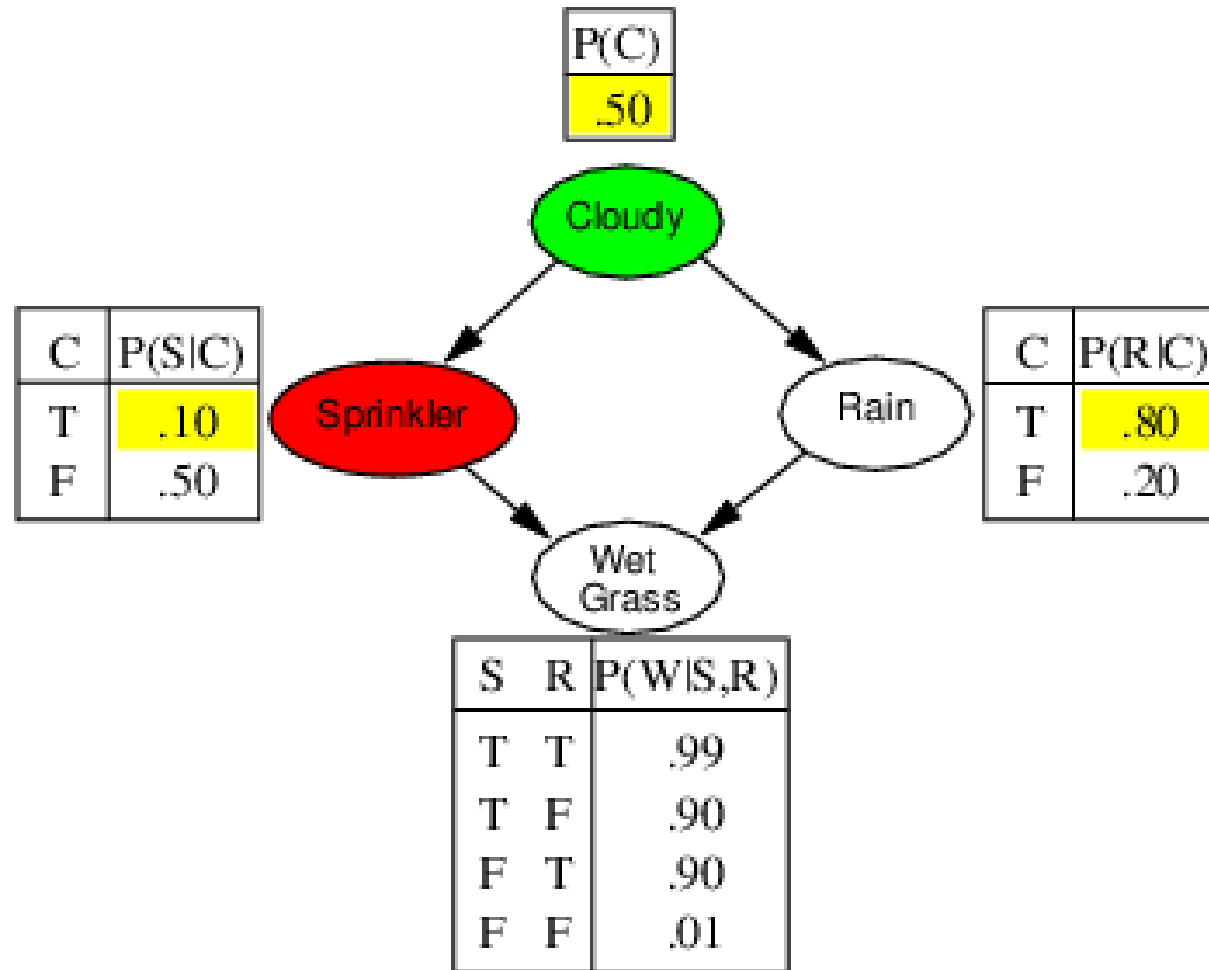 P(C)
.50
Cloudy
C P(S|C)
T .10
F .50
Sprinkler
Rain
C P(R|C)
T .80
F .20
Wet
Grass
S R P(W|S,R)
T T .99
T F .90
F T .90
F F .01